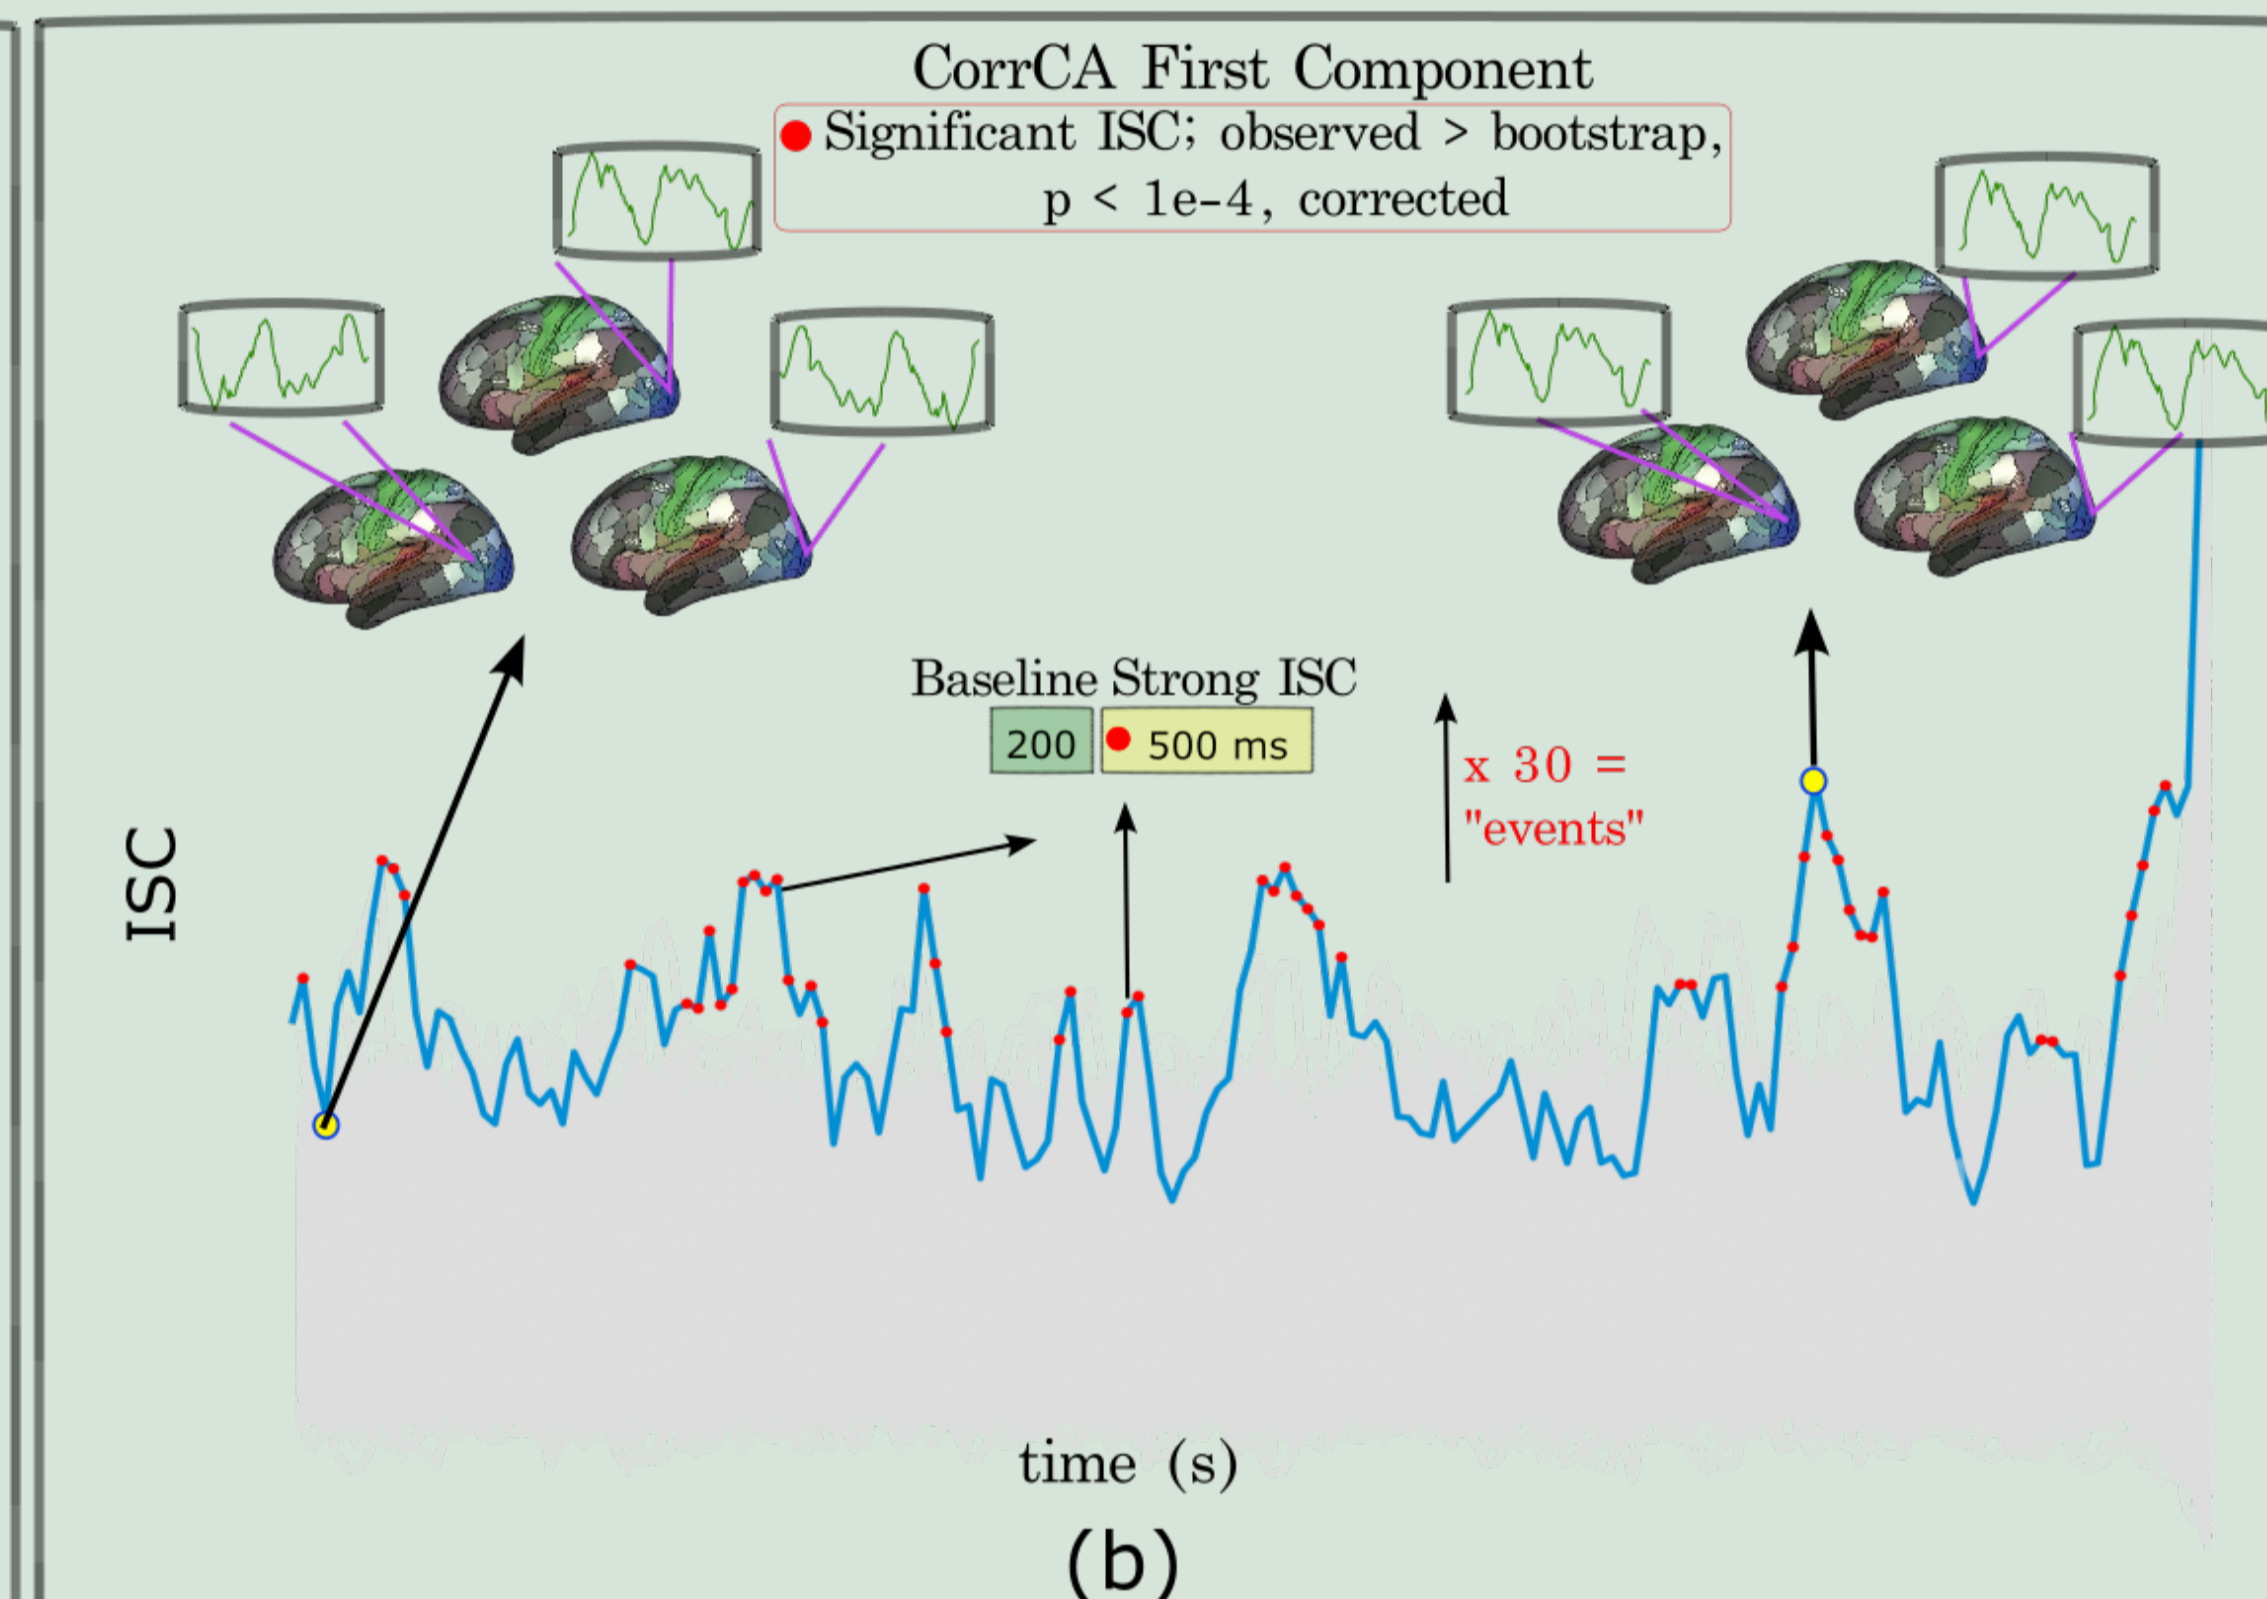 CorrCA First Component
Significant ISC; observed > bootstrap,
p < 1e-4, corrected
Baseline Strong ISC
200 500 ms
x 30 =
"events"
ISC
time (s)
(b)